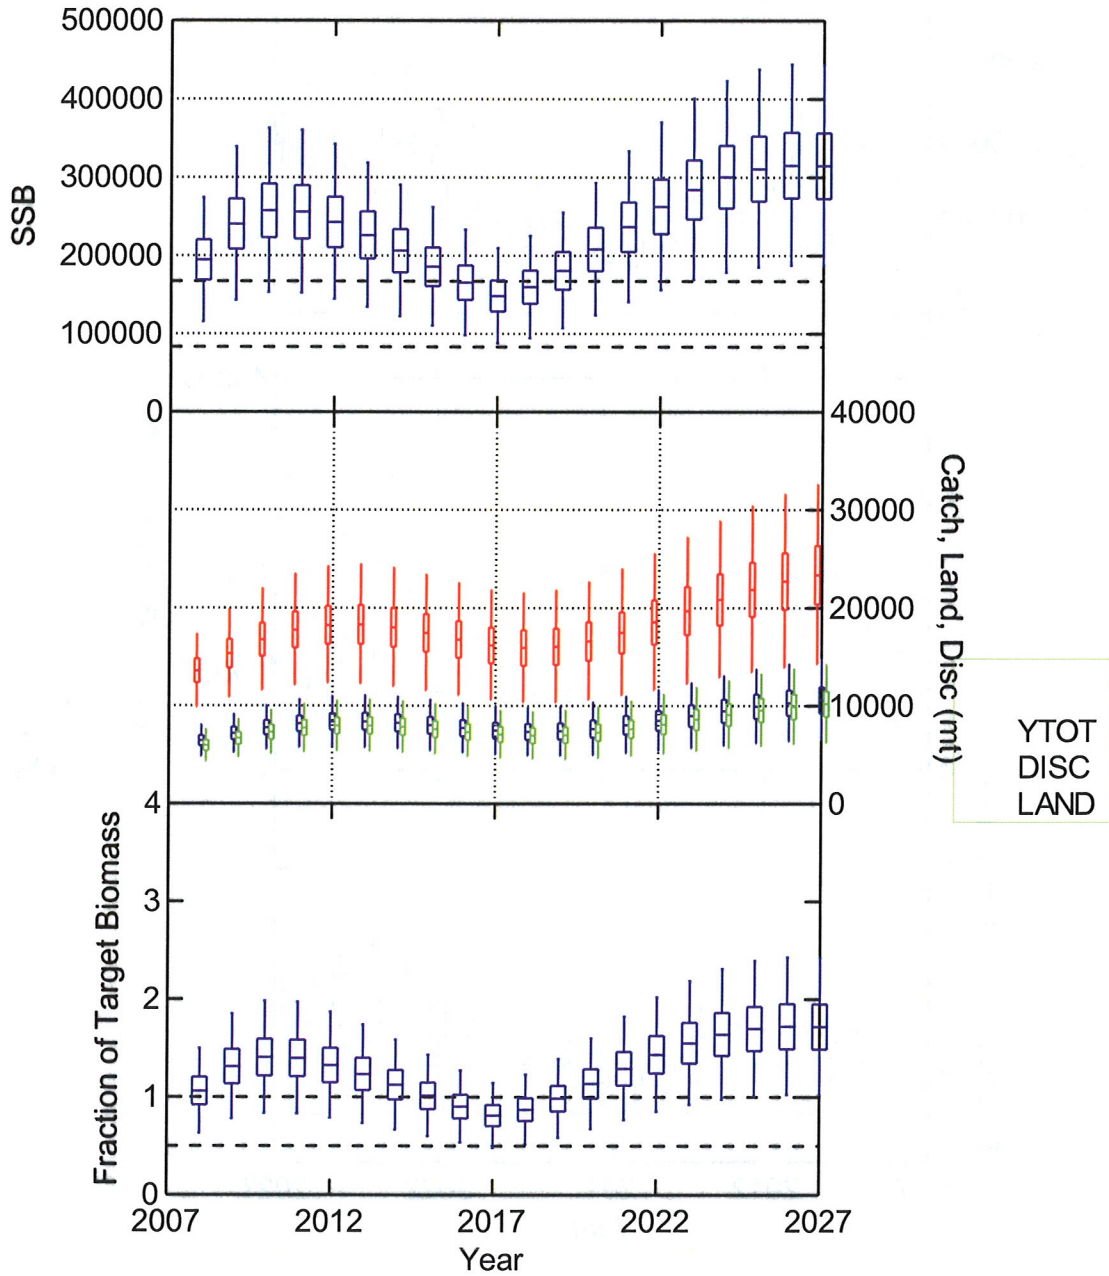 500000
400000
300000
200000
100000
0
SSB
40000
30000
20000
10000
0
Catch, Land, Disc (mt)
YTOT
DISC
LAND
4
3
2
1
0
Fraction of Target Biomass
2007 2012 2017 2022 2027
Year